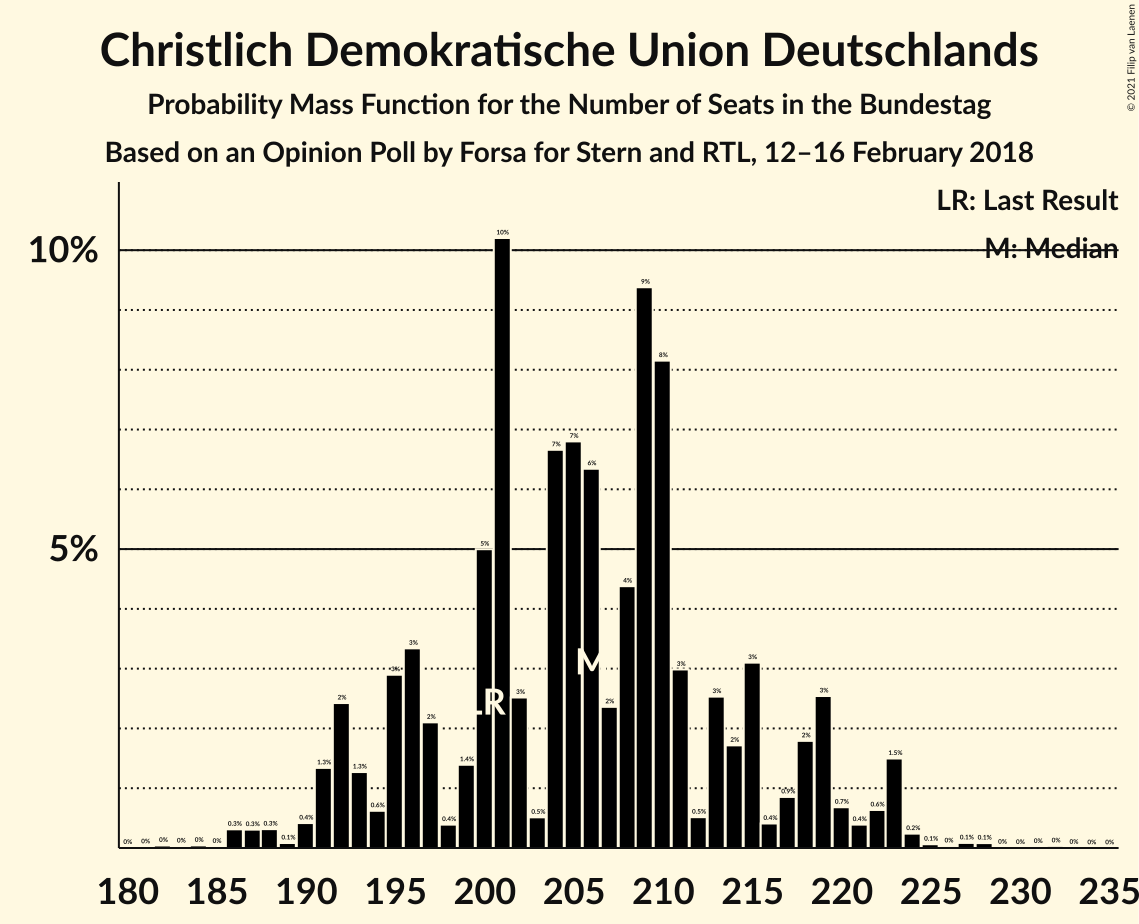 Christlich Demokratische Union Deutschlands
Probability Mass Function for the Number of Seats in the Bundestag
Based on an Opinion Poll by Forsa for Stern and RTL, 12–16 February 2018
© 2021 Filip van Laenen
LR: Last Result
M: Median
10%
5%
0% 0% 0% 0% 0% 0% 0.3% 0.3% 0.3% 0.1% 0.4% 1.3% 2% 1.3% 0.6% 3% 3% 2% 0.4% 1.4% 5% 10% 3% 0.5% 7% 7% 6% 2% 4% 9% 8% 3% 0.5% 3% 2% 3% 0.4% 0.9% 2% 3% 0.7% 0.4% 0.6% 1.5% 0.2% 0.1% 0% 0.1% 0.1% 0% 0% 0% 0% 0% 0% 0%
LR
M
180 185 190 195 200 205 210 215 220 225 230 235